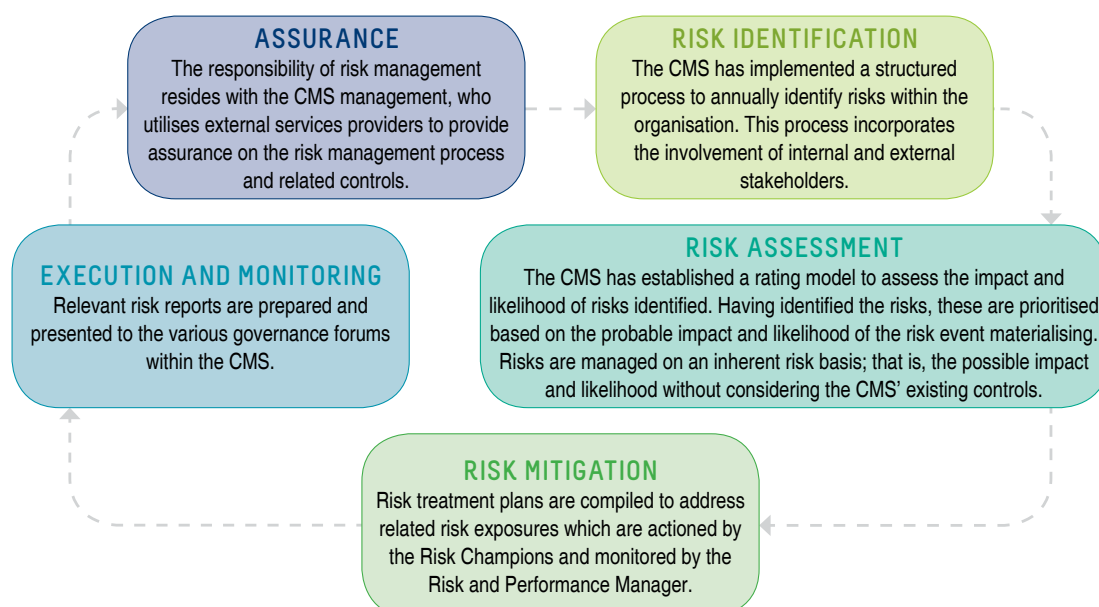 ASSURANCE
The responsibility of risk management
resides with the CMS management, who
utilises external services providers to provide
assurance on the risk management process
and related controls.
RISK IDENTIFICATION
The CMS has implemented a structured
process to annually identify risks within the
organisation. This process incorporates
the involvement of internal and external
stakeholders.
RISK ASSESSMENT
The CMS has established a rating model to assess the impact and
likelihood of risks identified. Having identified the risks, these are prioritised
based on the probable impact and likelihood of the risk event materialising.
Risks are managed on an inherent risk basis; that is, the possible impact
and likelihood without considering the CMS' existing controls.
RISK MITIGATION
Risk treatment plans are compiled to address
related risk exposures which are actioned by
the Risk Champions and monitored by the
Risk and Performance Manager.
EXECUTION AND MONITORING
Relevant risk reports are prepared and
presented to the various governance forums
within the CMS.